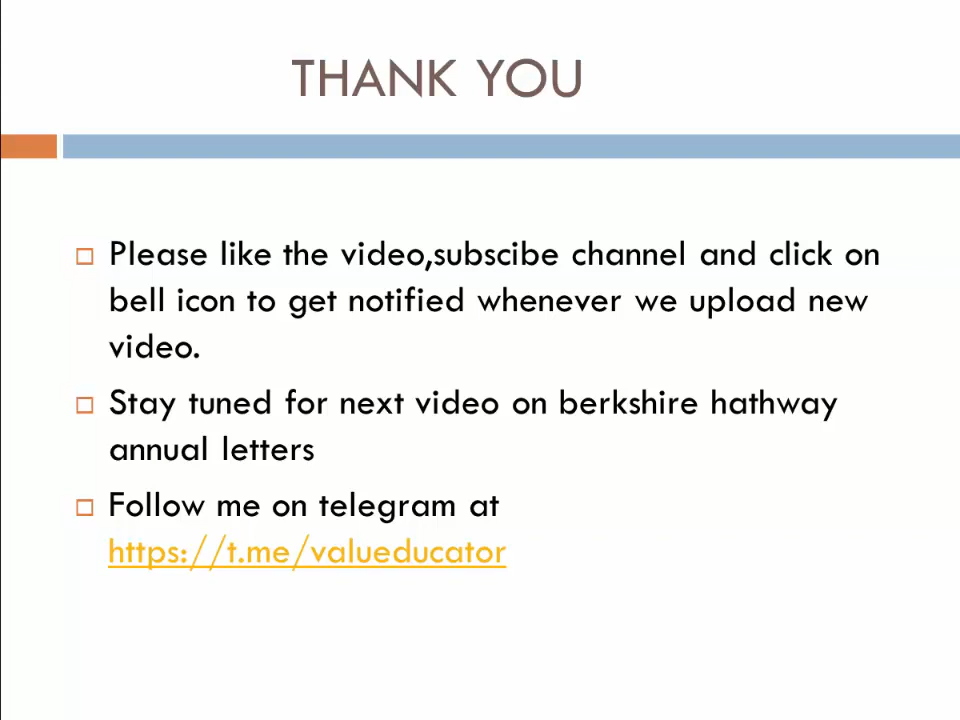 THANK YOU
Please like the video,subscibe channel and click on
bell icon to get notified whenever we upload new
video.
Stay tuned for next video on berkshire hathway
annual letters
Follow me on telegram at
https://t.me/valueducator